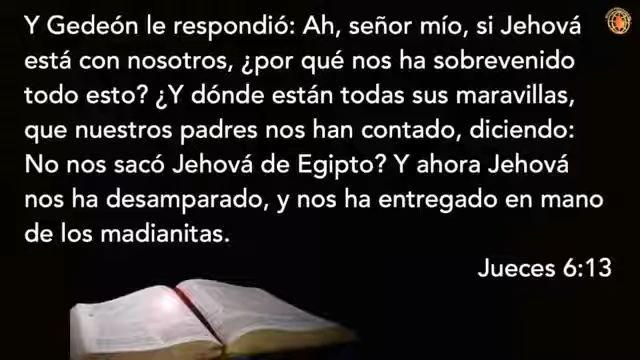 Y Gedeón le respondió: Ah, señor mío, si Jehová
está con nosotros, ¿por qué nos ha sobrevenido
todo esto? ¿Y dónde están todas sus maravillas,
que nuestros padres nos han contado, diciendo:
No nos sacó Jehová de Egipto? Y ahora Jehová
nos ha desamparado, y nos ha entregado en mano
de los madianitas.
Jueces 6:13